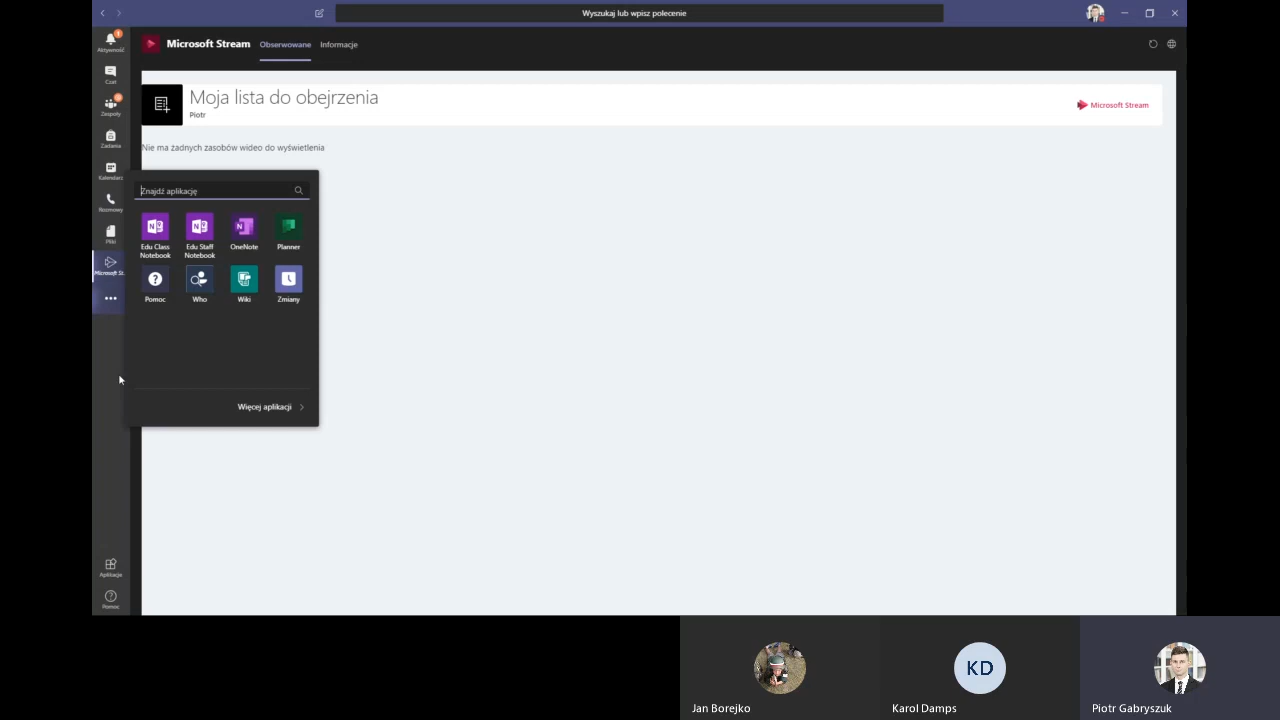 Wyszukaj lub wpisz polecenie
Aktywność
Czat
Zespoły
Zadania
Kalendarz
Rozmowy
Pliki
Microsoft St...
Aplikacje
Pomoc
Microsoft Stream
Obserwowane
Informacje
Moja lista do obejrzenia
Piotr
Microsoft Stream
Nie ma żadnych zasobów wideo do wyświetlenia
Znajdź aplikację
Edu Class
Notebook
Edu Staff
Notebook
OneNote
Planner
Pomoc
Who
Wiki
Zmiany
Więcej aplikacji
KD
Jan Borejko
Karol Damps
Piotr Gabryszuk